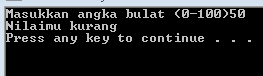 Masukkan angka bulat (0-100)50
Nilaimu kurang
Press any key to continue . . .